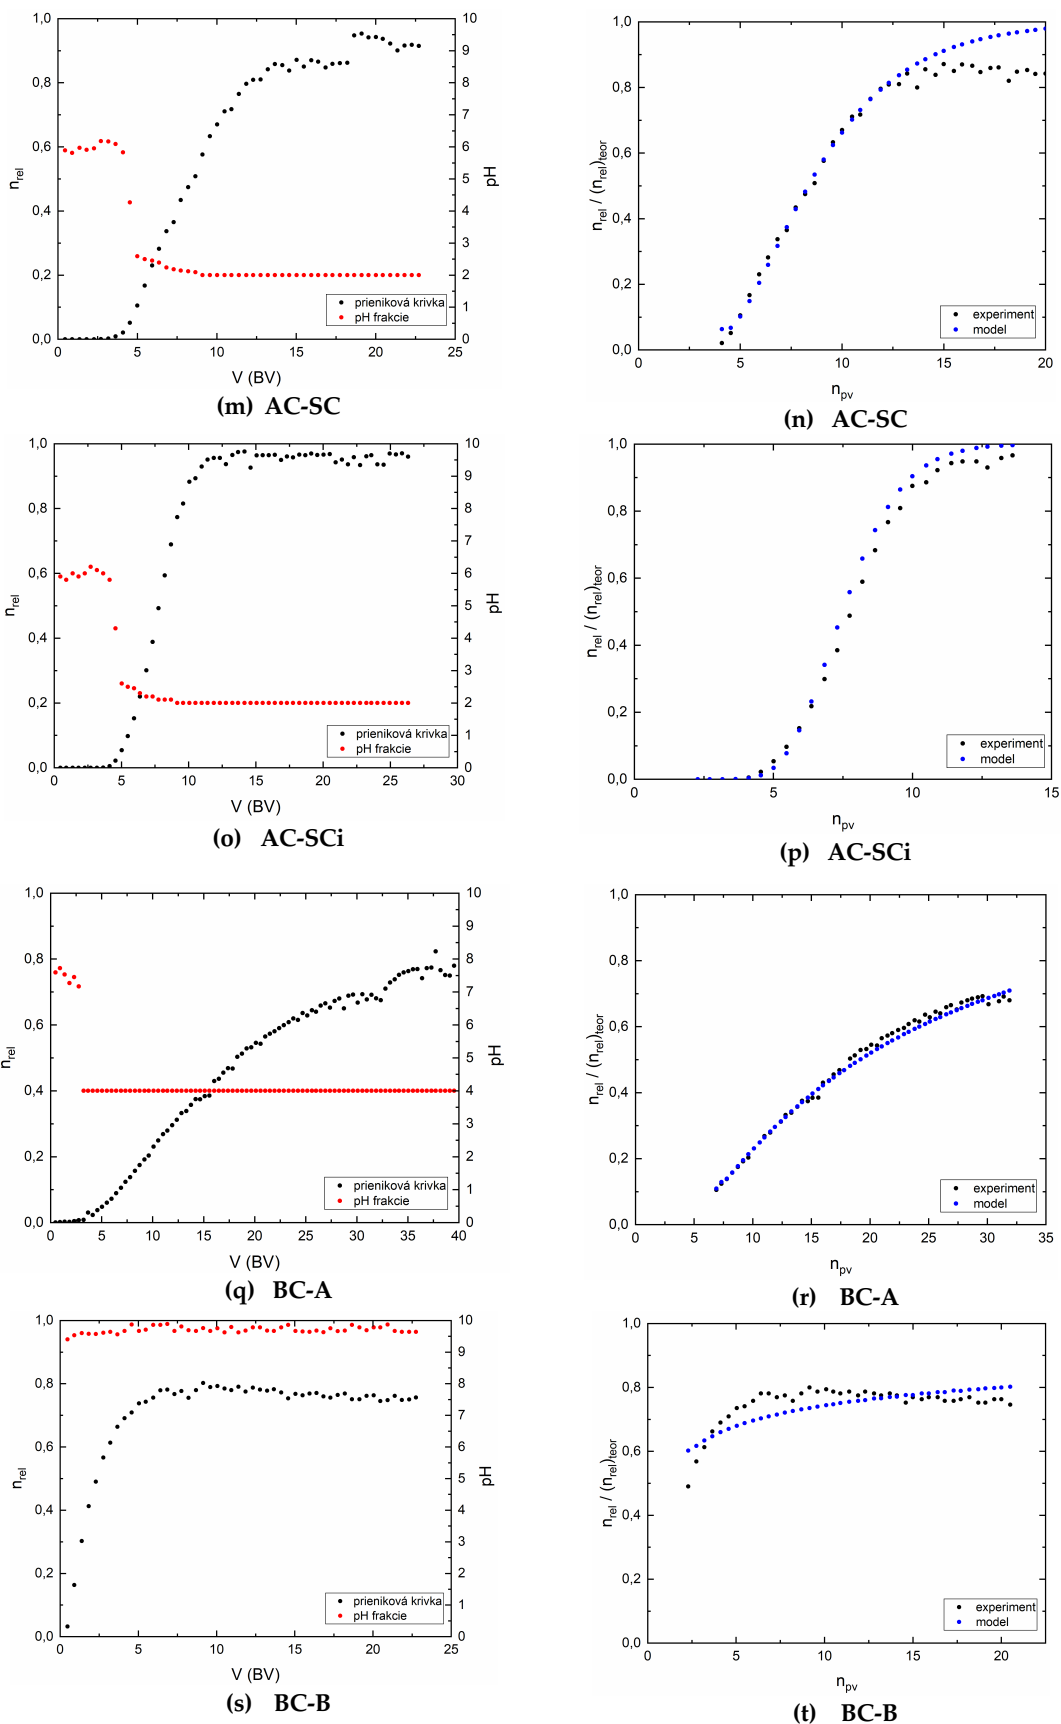 1,0
0,8
0,6
0,4
0,2
0,0
n_rel
10
9
8
7
6
5
4
3
2
1
0
pH
prieniková krivka
pH frakcie
0 5 10 15 20 25
V (BV)
(m) AC-SC
1,0
0,8
0,6
0,4
0,2
0,0
n_rel / (n_rel)_teor
experiment
model
0 5 10 15 20
n_pv
(n) AC-SC
1,0
0,8
0,6
0,4
0,2
0,0
n_rel
10
9
8
7
6
5
4
3
2
1
0
pH
prieniková krivka
pH frakcie
0 5 10 15 20 25 30
V (BV)
(o) AC-SCi
1,0
0,8
0,6
0,4
0,2
0,0
n_rel / (n_rel)_teor
experiment
model
0 5 10 15
n_pv
(p) AC-SCi
1,0
0,8
0,6
0,4
0,2
0,0
n_rel
10
9
8
7
6
5
4
3
2
1
0
pH
prieniková krivka
pH frakcie
0 5 10 15 20 25 30 35 40
V (BV)
(q) BC-A
1,0
0,8
0,6
0,4
0,2
0,0
n_rel / (n_rel)_teor
experiment
model
0 5 10 15 20 25 30 35
n_pv
(r) BC-A
1,0
0,8
0,6
0,4
0,2
0,0
n_rel
10
9
8
7
6
5
4
3
2
1
0
pH
prieniková krivka
pH frakcie
0 5 10 15 20 25
V (BV)
(s) BC-B
1,0
0,8
0,6
0,4
0,2
0,0
n_rel / (n_rel)_teor
experiment
model
0 5 10 15 20
n_pv
(t) BC-B